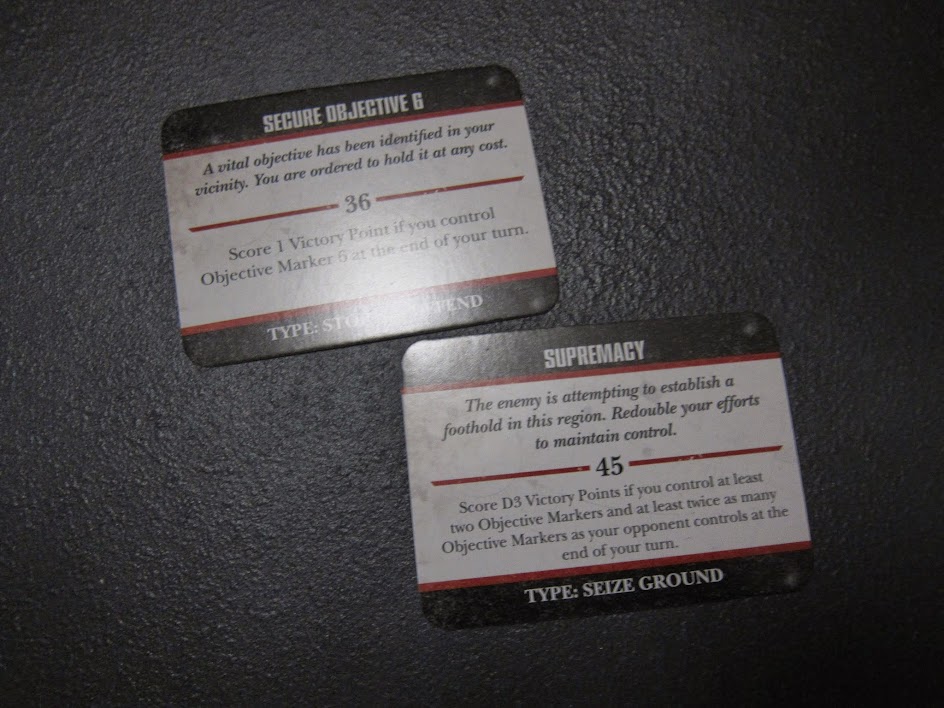 SECURE OBJECTIVE 6
A vital objective has been identified in your
vicinity. You are ordered to hold it at any cost.
36
Score 1 Victory Point if you control
Objective Marker 6 at the end of your turn.
TYPE:
SUPREMACY
The enemy is attempting to establish a
foothold in this region. Redouble your efforts
to maintain control.
45
Score D3 Victory Points if you control at least
two Objective Markers and at least twice as many
Objective Markers as your opponent controls at the
end of your turn.
TYPE: SEIZE GROUND